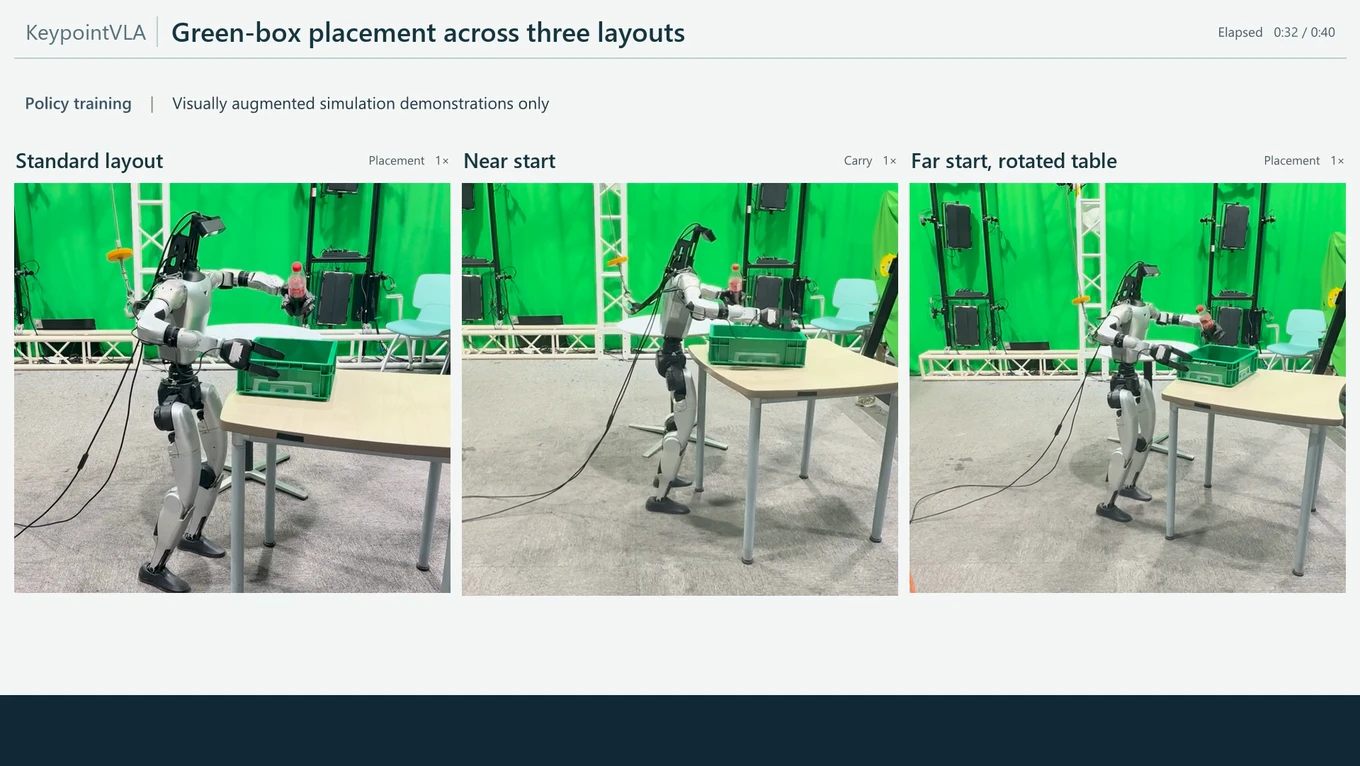 KeypointVLA | Green-box placement across three layouts
Elapsed 0:32 / 0:40
Policy training | Visually augmented simulation demonstrations only
Standard layout
Placement 1×
Near start
Carry 1×
Far start, rotated table
Placement 1×